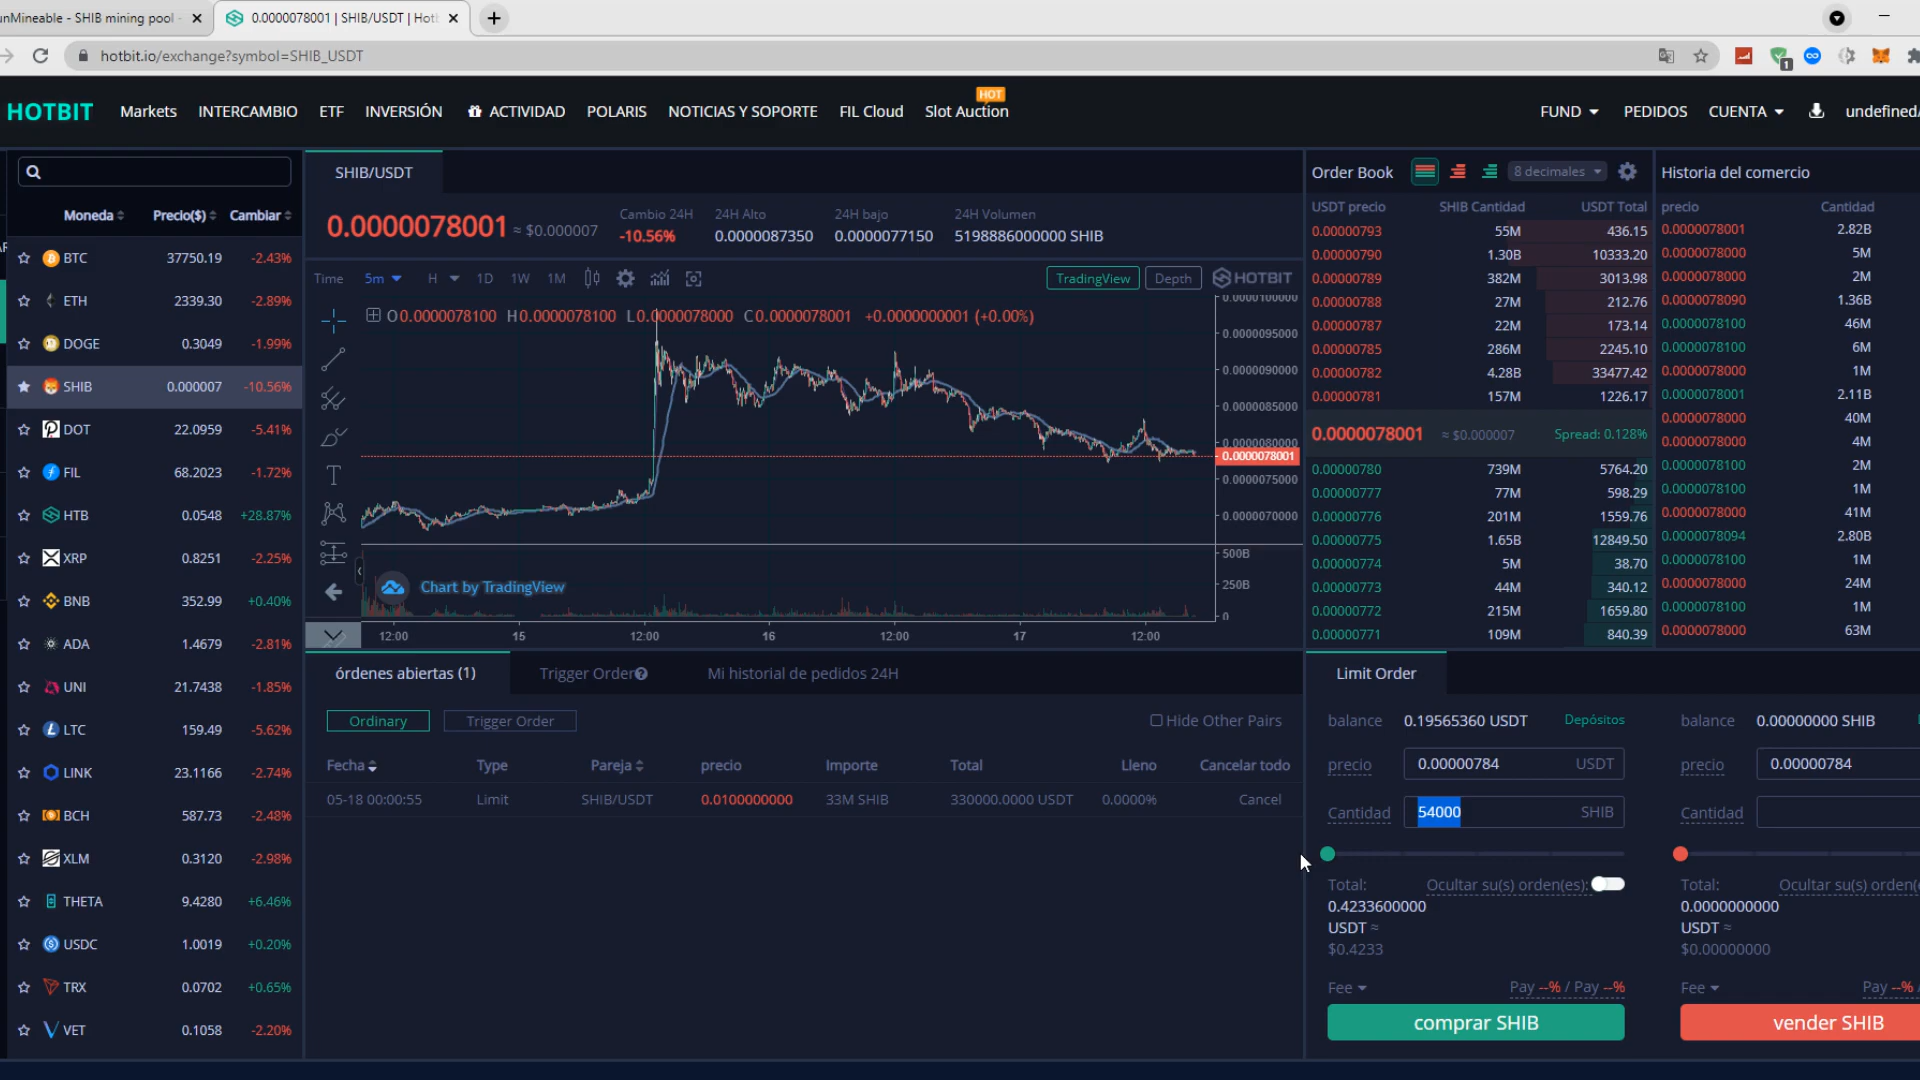 unMineable - SHIB mining pool -
0.0000078001 | SHIB/USDT | Hotb
hotbit.io/exchange?symbol=SHIB_USDT
1
HOTBIT Markets INTERCAMBIO ETF INVERSIÓN ACTIVIDAD POLARIS NOTICIAS Y SOPORTE FIL Cloud Slot Auction HOT
FUND PEDIDOS CUENTA undefined/
Moneda Precio($) Cambiar
BTC 37750.19 -2.43%
ETH 2339.30 -2.89%
DOGE 0.3049 -1.99%
SHIB 0.000007 -10.56%
DOT 22.0959 -5.41%
FIL 68.2023 -1.72%
HTB 0.0548 +28.87%
XRP 0.8251 -2.25%
BNB 352.99 +0.40%
ADA 1.4679 -2.81%
UNI 21.7438 -1.85%
LTC 159.49 -5.62%
LINK 23.1166 -2.74%
BCH 587.73 -2.48%
XLM 0.3120 -2.98%
THETA 9.4280 +6.46%
USDC 1.0019 +0.20%
TRX 0.0702 +0.65%
VET 0.1058 -2.20%
SHIB/USDT
0.0000078001 ≈ $0.000007
Cambio 24H 24H Alto 24H bajo 24H Volumen
-10.56% 0.0000087350 0.0000077150 5198886000000 SHIB
Time 5m H 1D 1W 1M TradingView Depth HOTBIT
O0.0000078100 H0.0000078100 L0.0000078000 C0.0000078001 +0.0000000001 (+0.00%)
0.0000100000
0.0000095000
0.0000090000
0.0000085000
0.0000080000
0.0000078001
0.0000075000
0.0000070000
500B
250B
0
Chart by TradingView
12:00 15 12:00 16 12:00 17 12:00
órdenes abiertas (1) Trigger Order Mi historial de pedidos 24H
Ordinary Trigger Order Hide Other Pairs
Fecha Type Pareja precio Importe Total Lleno Cancelar todo
05-18 00:00:55 Limit SHIB/USDT 0.0100000000 33M SHIB 330000.0000 USDT 0.0000% Cancel
Order Book 8 decimales
USDT precio SHIB Cantidad USDT Total
0.00000793 55M 436.15
0.00000790 1.30B 10333.20
0.00000789 382M 3013.98
0.00000788 27M 212.76
0.00000787 22M 173.14
0.00000785 286M 2245.10
0.00000782 4.28B 33477.42
0.00000781 157M 1226.17
0.0000078001 ≈ $0.000007 Spread: 0.128%
0.00000780 739M 5764.20
0.00000777 77M 598.29
0.00000776 201M 1559.76
0.00000775 1.65B 12849.50
0.00000774 5M 38.70
0.00000773 44M 340.12
0.00000772 215M 1659.80
0.00000771 109M 840.39
Historia del comercio
precio Cantidad
0.0000078001 2.82B
0.0000078000 5M
0.0000078000 2M
0.0000078090 1.36B
0.0000078100 46M
0.0000078100 6M
0.0000078000 1M
0.0000078001 2.11B
0.0000078000 40M
0.0000078000 4M
0.0000078100 2M
0.0000078100 1M
0.0000078000 41M
0.0000078094 2.80B
0.0000078100 1M
0.0000078000 24M
0.0000078100 1M
0.0000078000 63M
Limit Order
balance 0.19565360 USDT Depósitos
precio 0.00000784 USDT
Cantidad 54000 SHIB
Total: Ocultar su(s) orden(es):
0.4233600000
USDT ≈
$0.4233
Fee Pay --% / Pay --%
comprar SHIB
balance 0.00000000 SHIB
precio 0.00000784
Cantidad
Total: Ocultar su(s) orden(e
0.0000000000
USDT ≈
$0.00000000
Fee Pay --%
vender SHIB